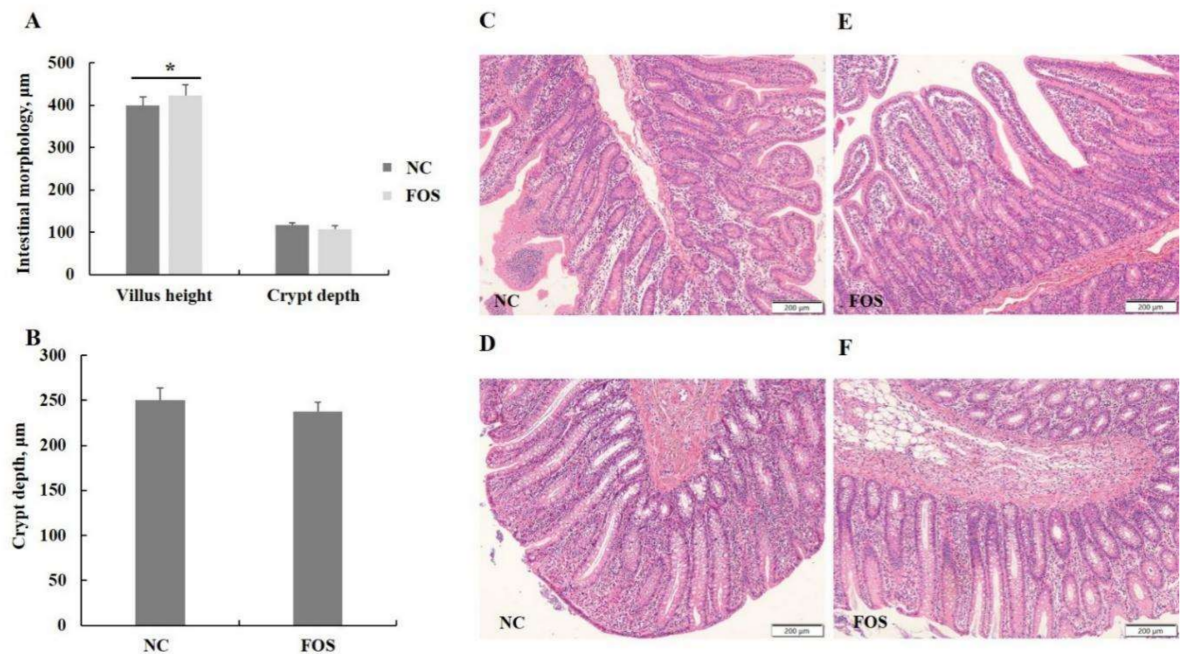 A
Intestinal morphology, µm
500
400
300
200
100
0
*
NC
FOS
Villus height
Crypt depth
B
Crypt depth, µm
300
250
200
150
100
50
0
NC
FOS
C
NC
200 µm
E
FOS
200 µm
D
NC
200 µm
F
FOS
200 µm